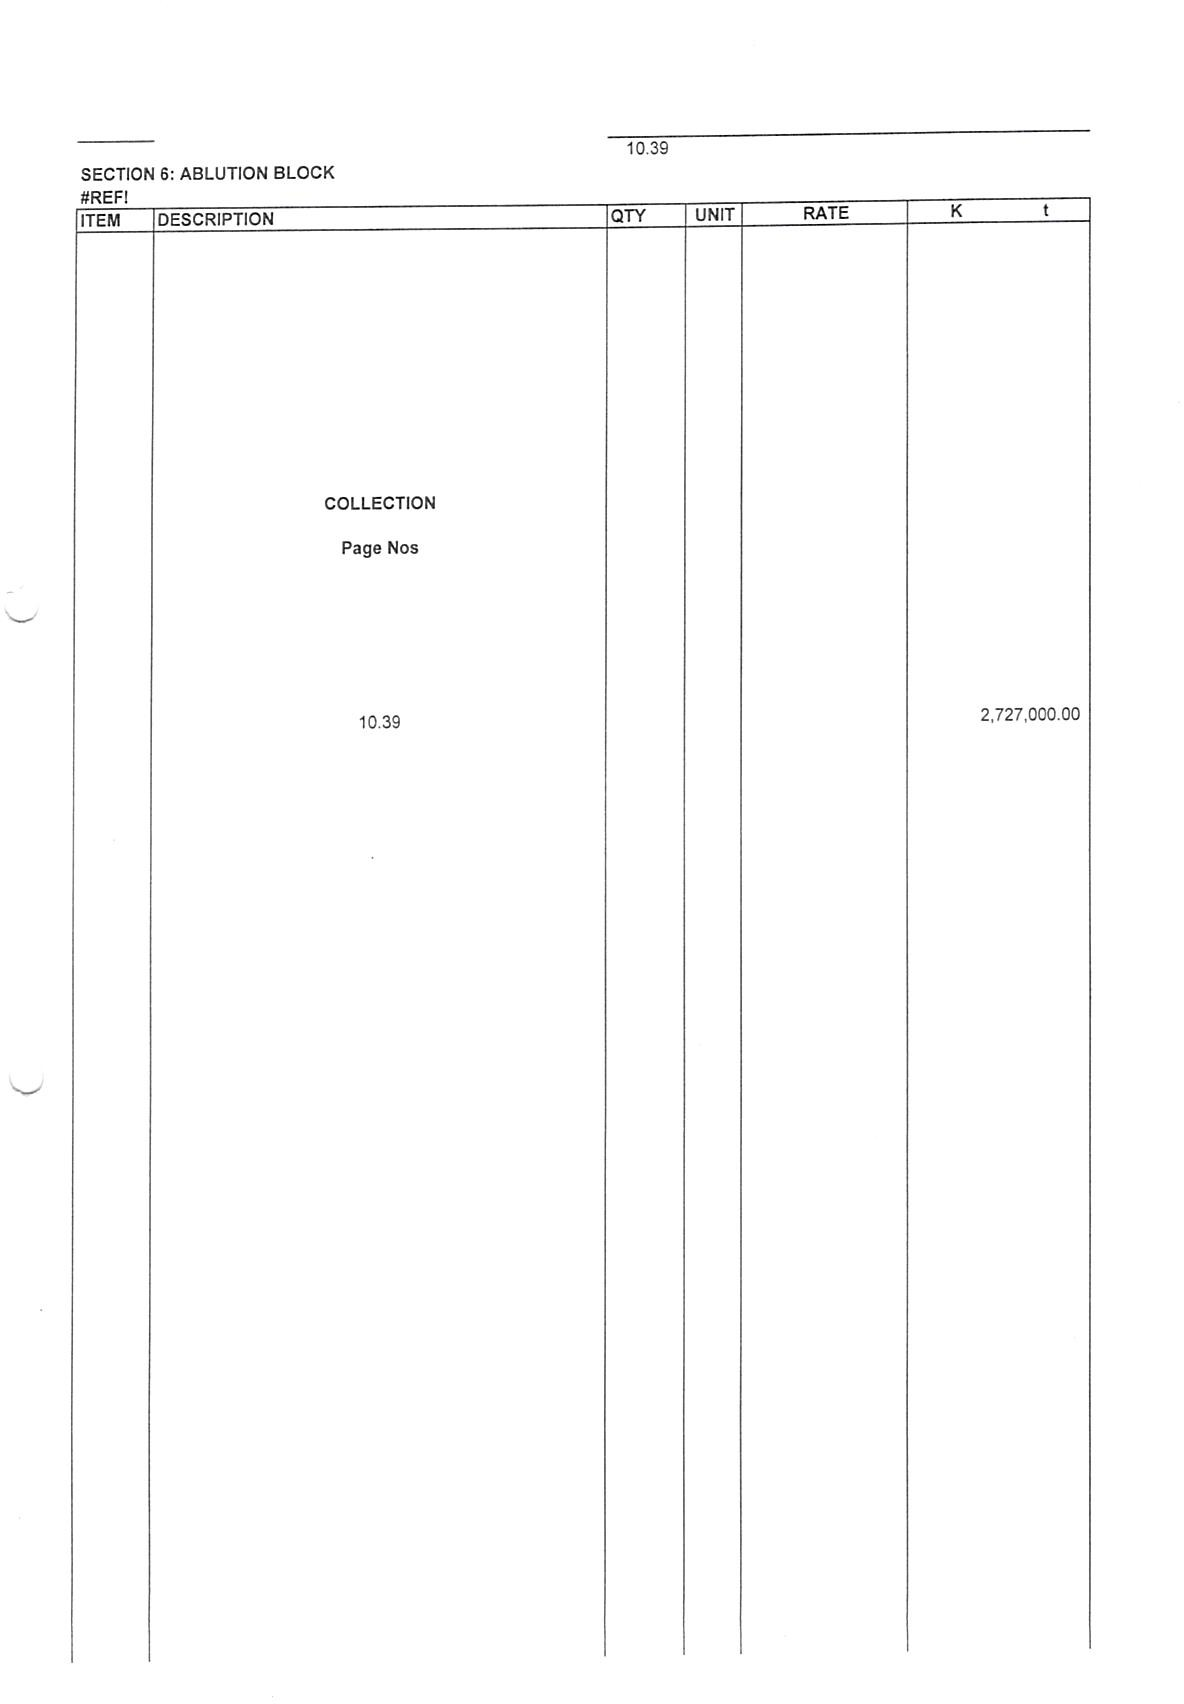 10.39
SECTION 6: ABLUTION BLOCK
#REF!
ITEM DESCRIPTION QTY UNIT RATE K t
COLLECTION
Page Nos
10.39 2,727,000.00